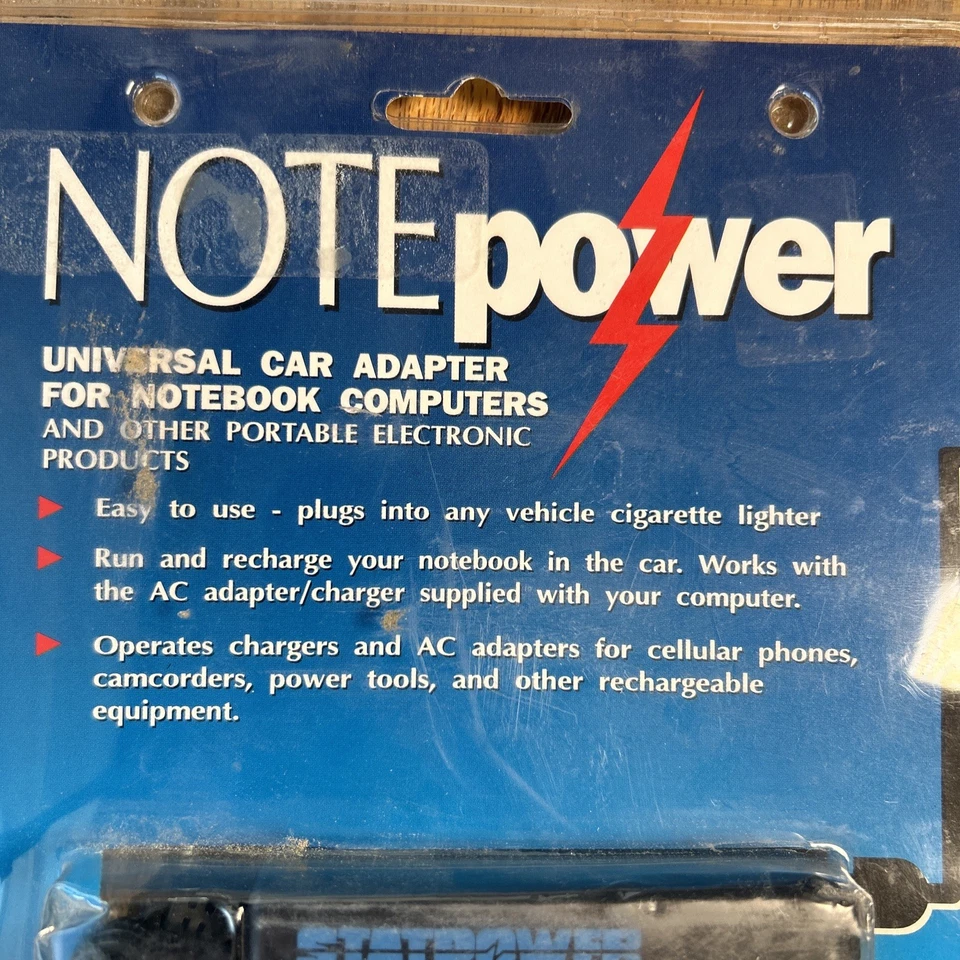 NOTEpower
UNIVERSAL CAR ADAPTER
FOR NOTEBOOK COMPUTERS
AND OTHER PORTABLE ELECTRONIC
PRODUCTS
Easy to use - plugs into any vehicle cigarette lighter
Run and recharge your notebook in the car. Works with
the AC adapter/charger supplied with your computer.
Operates chargers and AC adapters for cellular phones,
camcorders, power tools, and other rechargeable
equipment.
STATPOWER